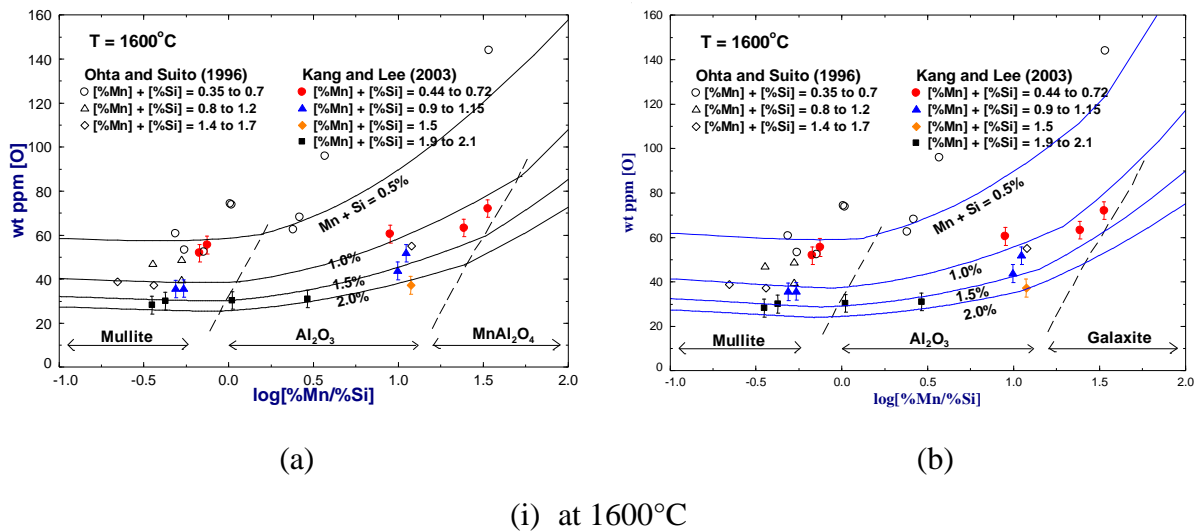 160
140
120
100
80
60
40
20
0
wt ppm [O]
T = 1600°C
Ohta and Suito (1996)
[%Mn] + [%Si] = 0.35 to 0.7
[%Mn] + [%Si] = 0.8 to 1.2
[%Mn] + [%Si] = 1.4 to 1.7
Kang and Lee (2003)
[%Mn] + [%Si] = 0.44 to 0.72
[%Mn] + [%Si] = 0.9 to 1.15
[%Mn] + [%Si] = 1.5
[%Mn] + [%Si] = 1.9 to 2.1
Mn + Si = 0.5%
1.0%
1.5%
2.0%
Mullite
Al₂O₃
MnAl₂O₄
-1.0 -0.5 0.0 0.5 1.0 1.5 2.0
log[%Mn/%Si]
(a)
160
140
120
100
80
60
40
20
0
wt ppm [O]
T = 1600°C
Ohta and Suito (1996)
[%Mn] + [%Si] = 0.35 to 0.7
[%Mn] + [%Si] = 0.8 to 1.2
[%Mn] + [%Si] = 1.4 to 1.7
Kang and Lee (2003)
[%Mn] + [%Si] = 0.44 to 0.72
[%Mn] + [%Si] = 0.9 to 1.15
[%Mn] + [%Si] = 1.5
[%Mn] + [%Si] = 1.9 to 2.1
Mn + Si = 0.5%
1.0%
1.5%
2.0%
Mullite
Al₂O₃
Galaxite
-1.0 -0.5 0.0 0.5 1.0 1.5 2.0
log[%Mn/%Si]
(b)
(i) at 1600°C